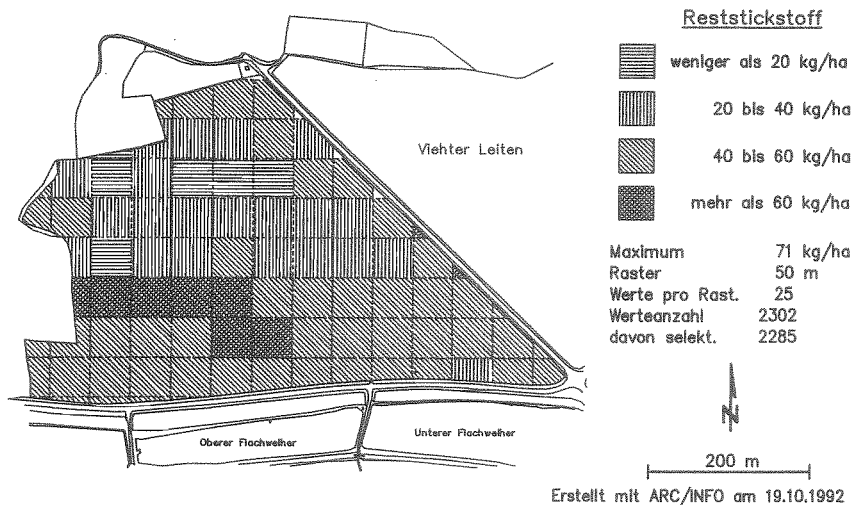 Reststickstoff
weniger als 20 kg/ha
20 bis 40 kg/ha
40 bis 60 kg/ha
mehr als 60 kg/ha
Maximum 71 kg/ha
Raster 50 m
Werte pro Rast. 25
Werteanzahl 2302
davon selekt. 2285
Viehter Leiten
Oberer Flachweiher
Unterer Flachweiher
N
200 m
Erstellt mit ARC/INFO am 19.10.1992